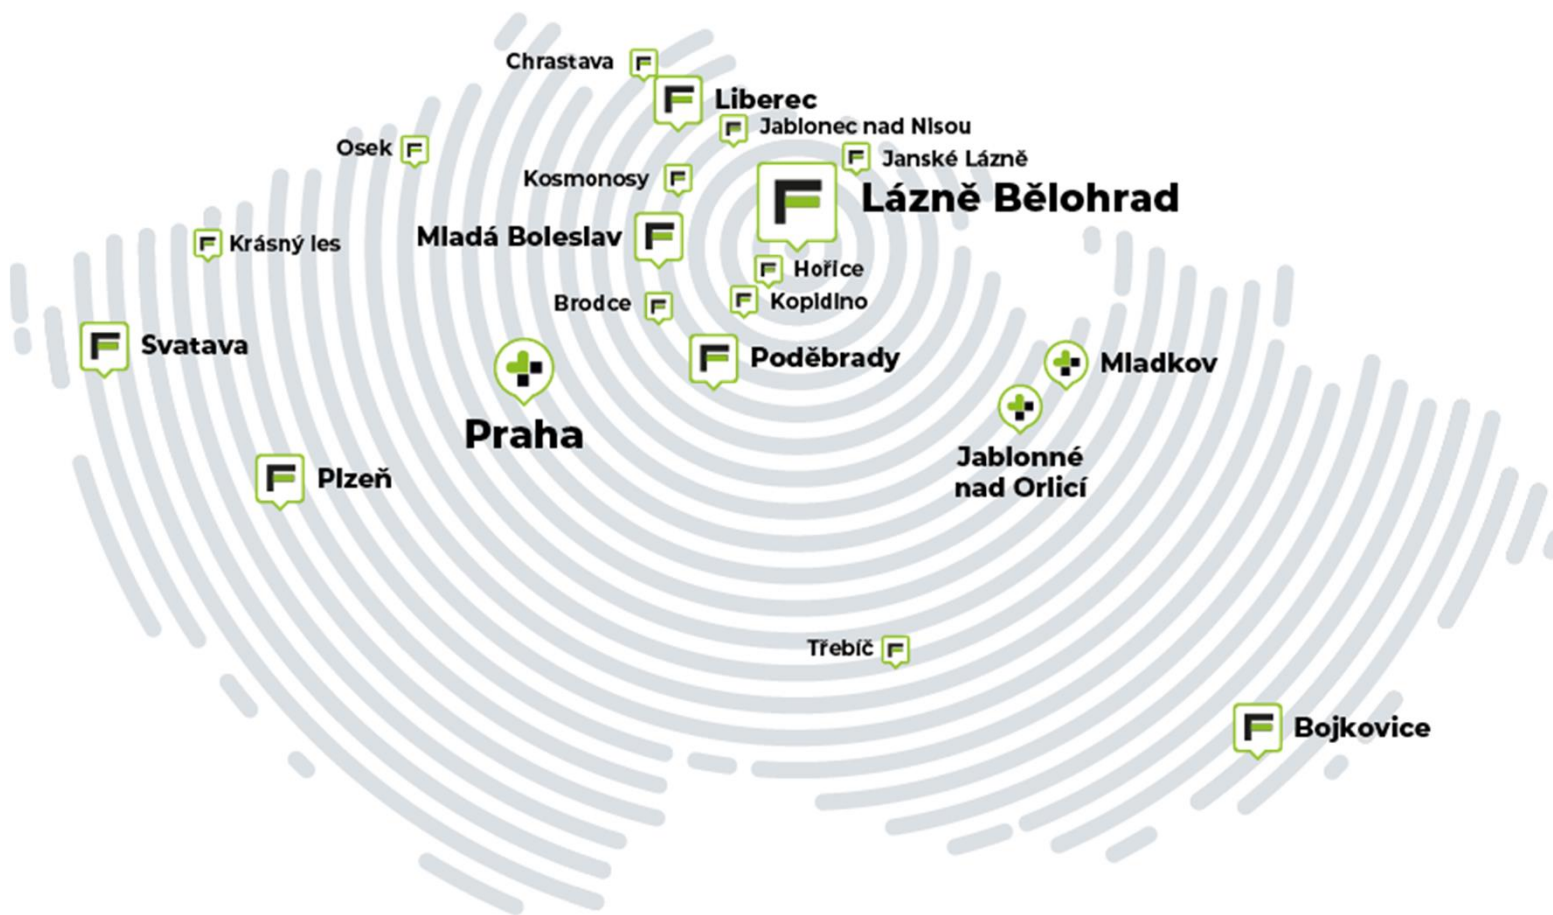 Chrastava
Liberec
Jablonec nad Nisou
Osek
Janské Lázně
Kosmonosy
Lázně Bělohrad
Mladá Boleslav
Krásný les
Hořice
Kopidlno
Brodce
Svatava
Poděbrady
Mladkov
Praha
Jablonné
nad Orlicí
Plzeň
Třebíč
Bojkovice